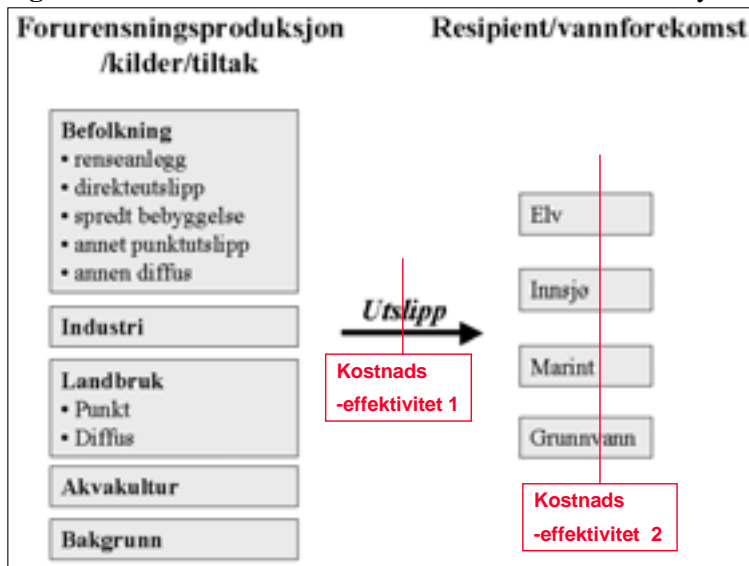 Forurensningsproduksjon
/kilder/tiltak
Resipient/vannforekomst
Befolkning
• renseanlegg
• direkteutslipp
• spredt bebyggelse
• annet punktutslipp
• annen diffus
Industri
Landbruk
• Punkt
• Diffus
Akvakultur
Bakgrunn
Utslipp
Kostnads
-effektivitet 1
Elv
Innsjø
Marint
Grunnvann
Kostnads
-effektivitet 2